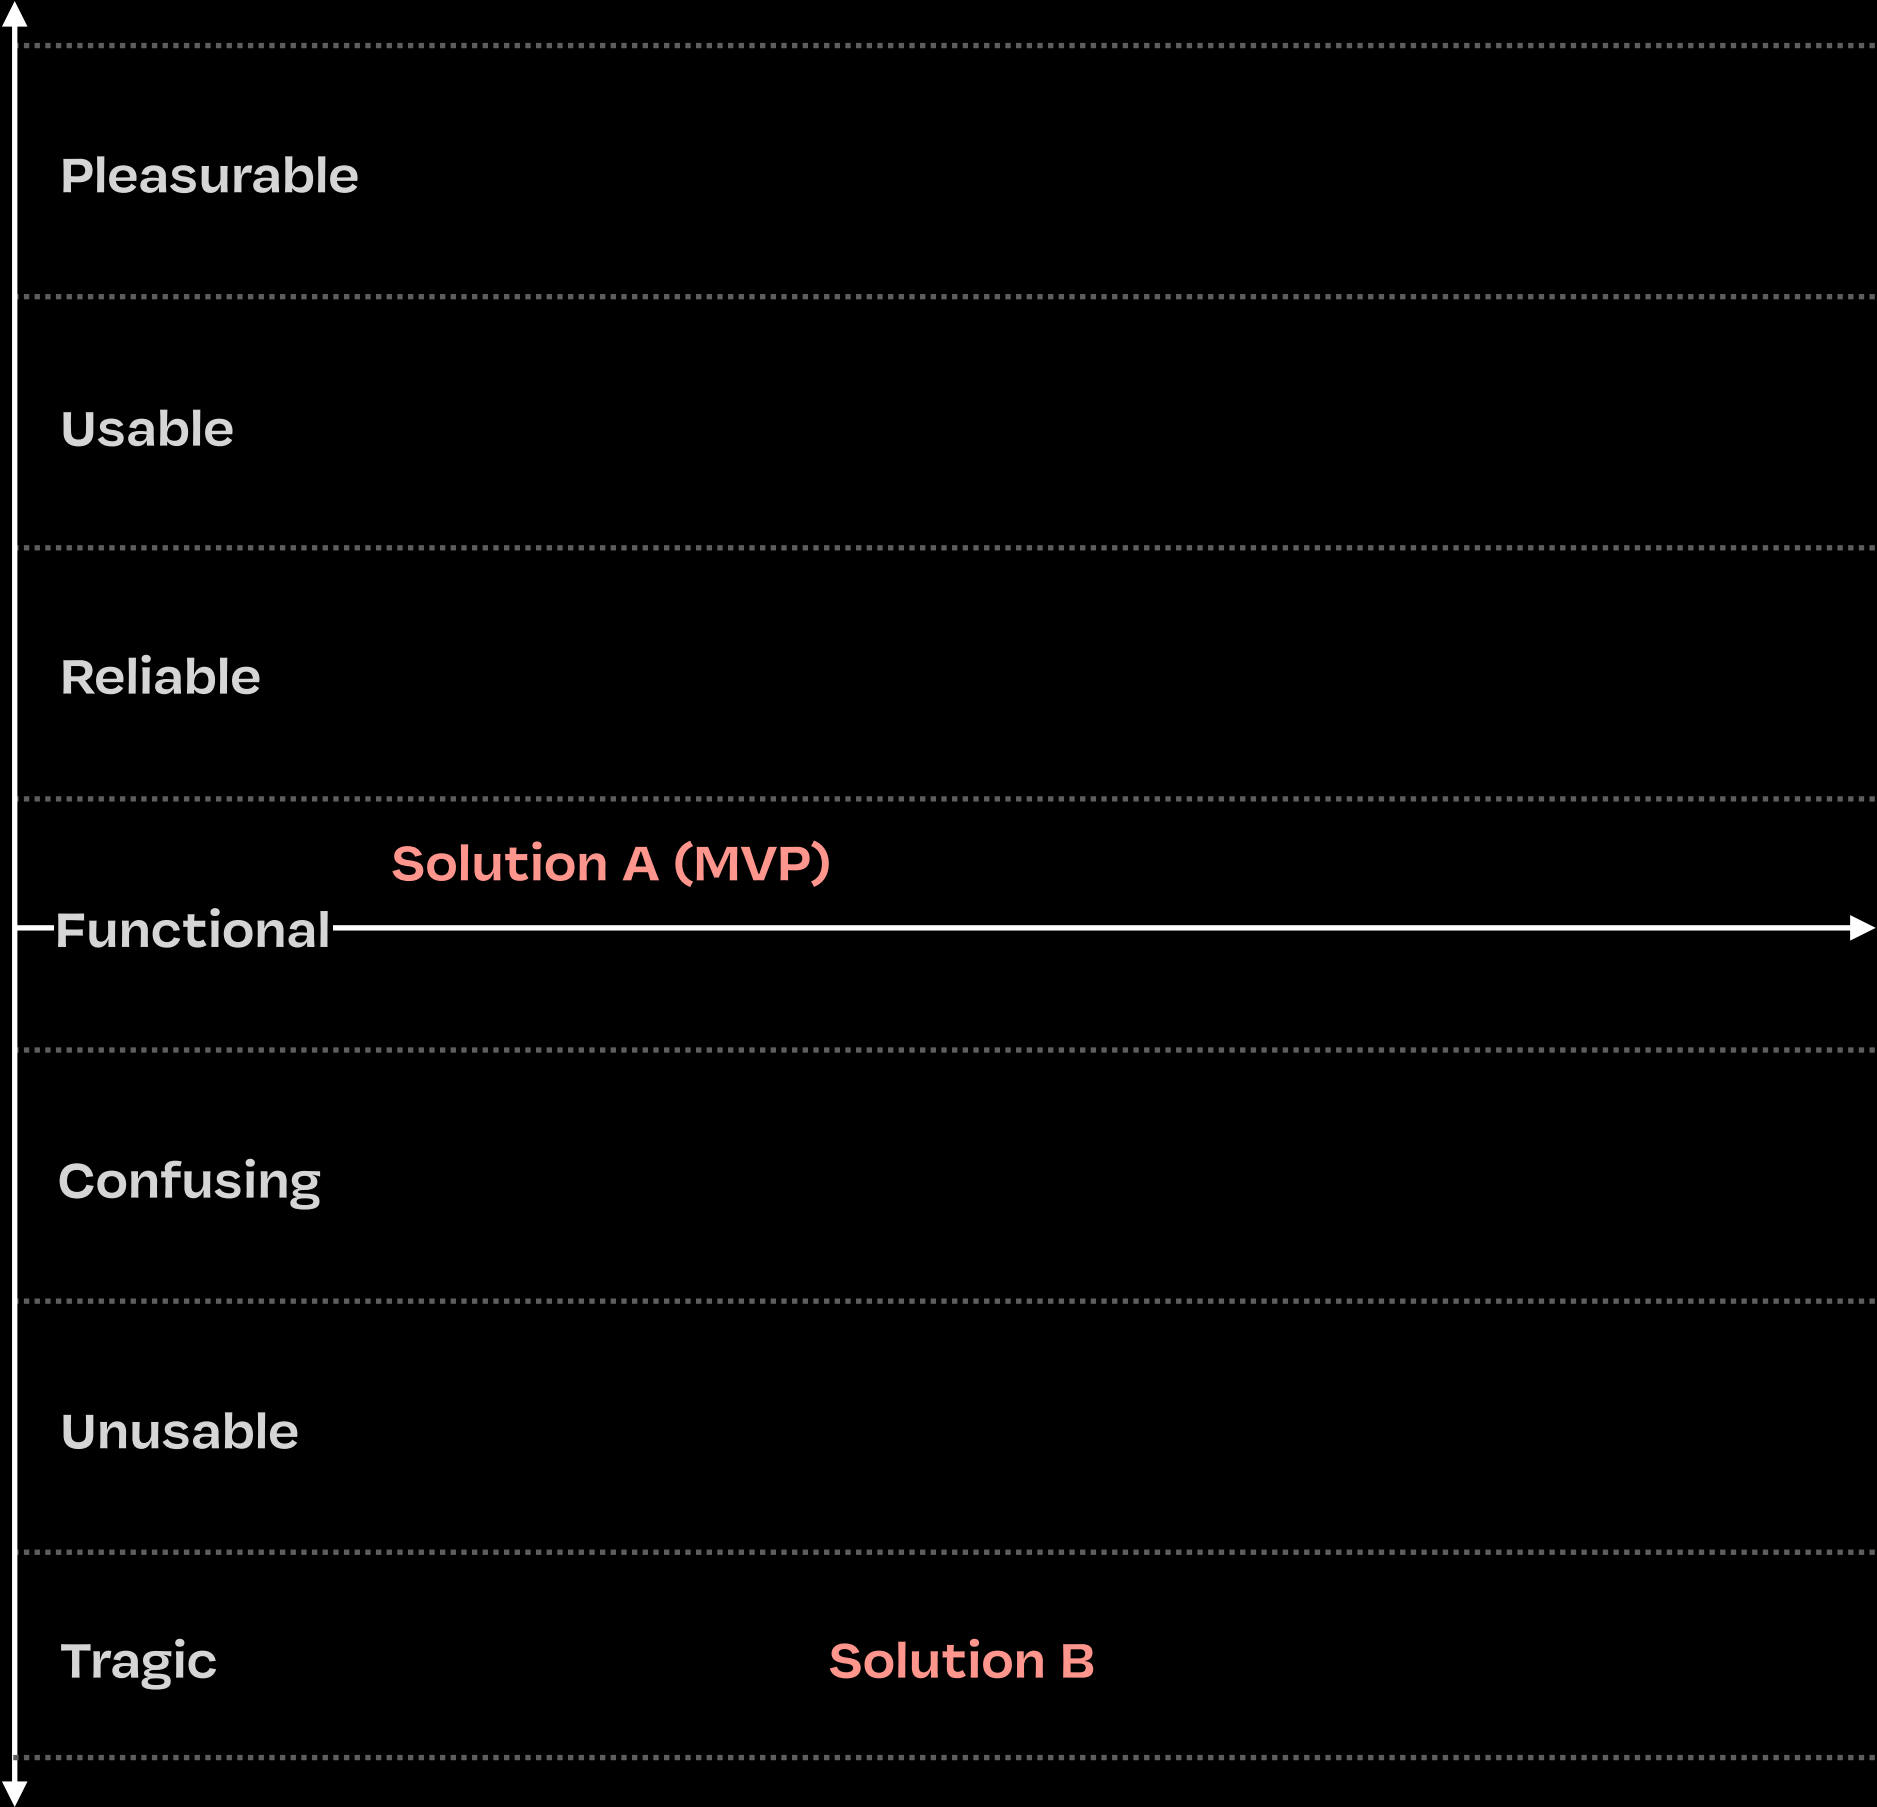 Pleasurable
Usable
Reliable
Solution A (MVP)
Functional
Confusing
Unusable
Tragic
Solution B